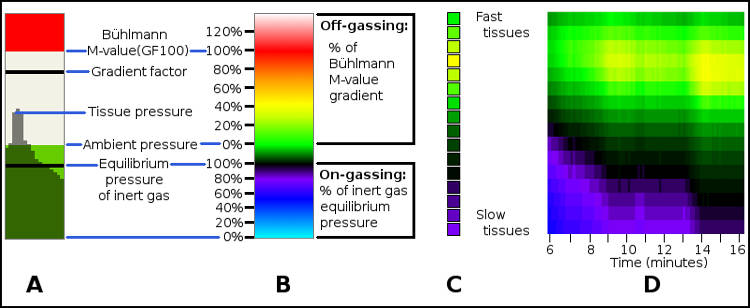 Bühlmann
M-value(GF100)
Gradient factor
Tissue pressure
Ambient pressure
Equilibrium
pressure
of inert gas
120%
100%
80%
60%
40%
20%
0%
100%
80%
60%
40%
20%
0%
Off-gassing:
% of
Bühlmann
M-value
gradient
On-gassing:
% of inert gas
equilibrium
pressure
Fast
tissues
Slow
tissues
6 8 10 12 14 16
Time (minutes)
A B C D